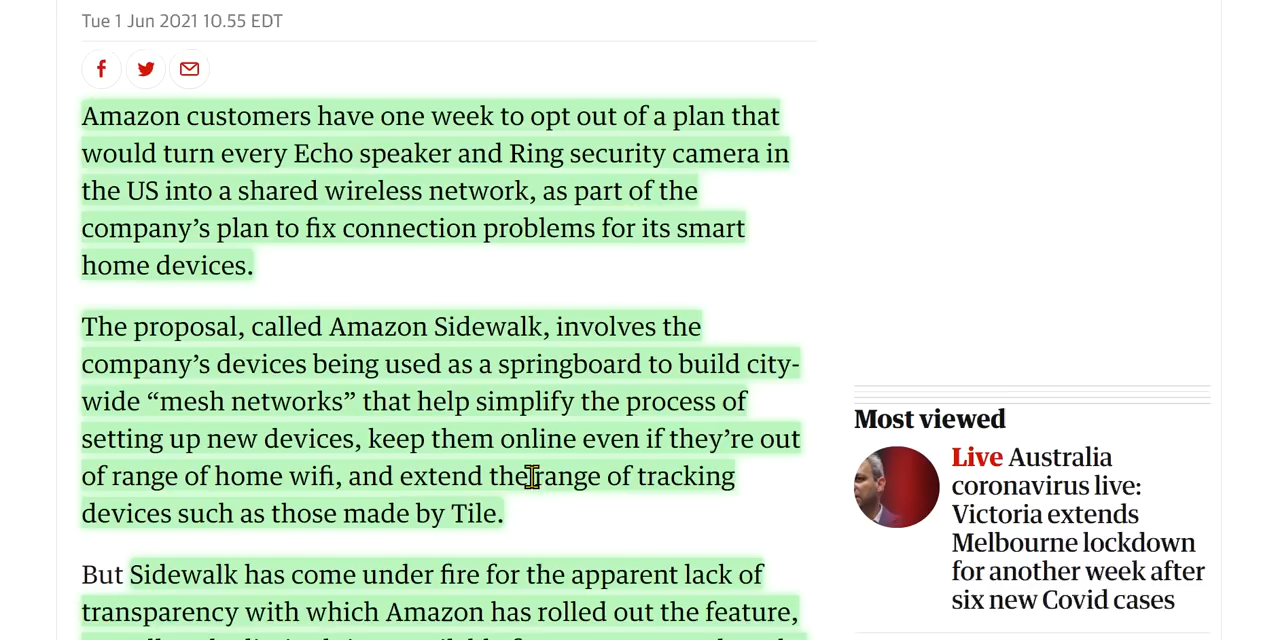 Tue 1 Jun 2021 10.55 EDT
Amazon customers have one week to opt out of a plan that
would turn every Echo speaker and Ring security camera in
the US into a shared wireless network, as part of the
company’s plan to fix connection problems for its smart
home devices.
The proposal, called Amazon Sidewalk, involves the
company’s devices being used as a springboard to build city-
wide “mesh networks” that help simplify the process of
setting up new devices, keep them online even if they’re out
of range of home wifi, and extend the range of tracking
devices such as those made by Tile.
But Sidewalk has come under fire for the apparent lack of
transparency with which Amazon has rolled out the feature,
Most viewed
Live Australia
coronavirus live:
Victoria extends
Melbourne lockdown
for another week after
six new Covid cases